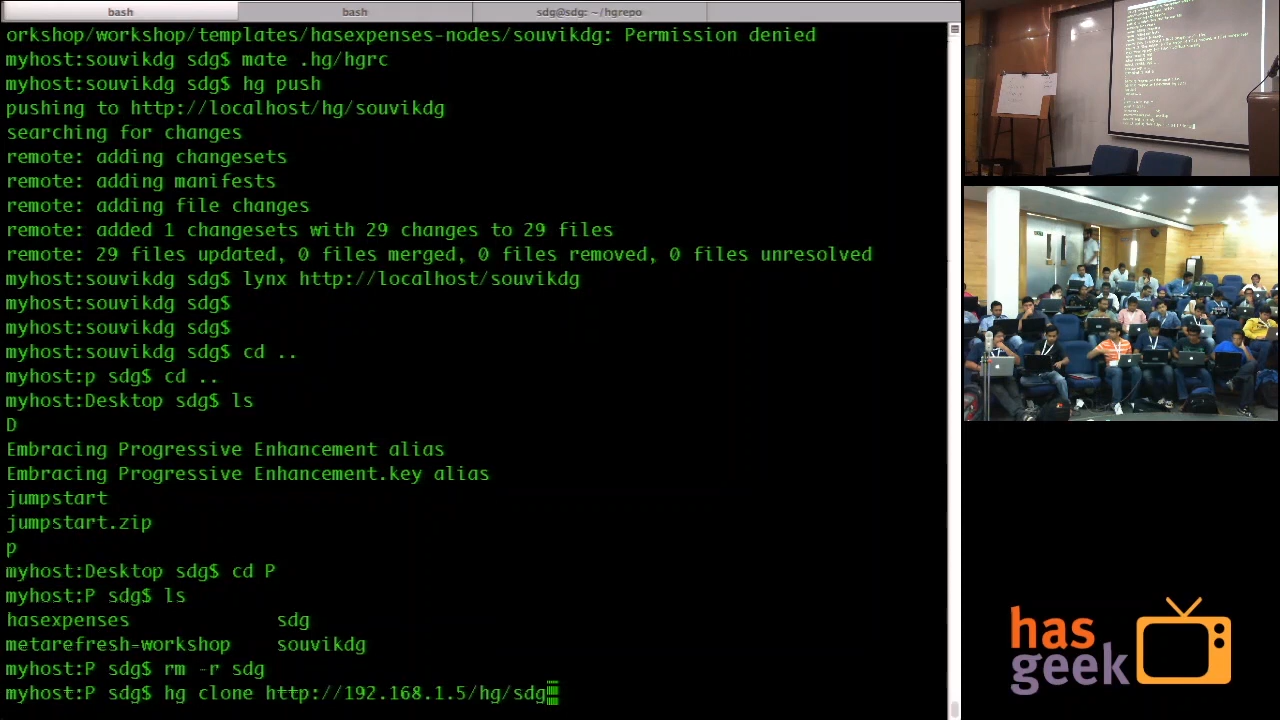 bash
bash
sdg@sdg: ~/hgrepo
orkshop/workshop/templates/hasexpenses-nodes/souvikdg: Permission denied
myhost:souvikdg sdg$ mate .hg/hgrc
myhost:souvikdg sdg$ hg push
pushing to http://localhost/hg/souvikdg
searching for changes
remote: adding changesets
remote: adding manifests
remote: adding file changes
remote: added 1 changesets with 29 changes to 29 files
remote: 29 files updated, 0 files merged, 0 files removed, 0 files unresolved
myhost:souvikdg sdg$ lynx http://localhost/souvikdg
myhost:souvikdg sdg$
myhost:souvikdg sdg$
myhost:souvikdg sdg$ cd ..
myhost:p sdg$ cd ..
myhost:Desktop sdg$ ls
D
Embracing Progressive Enhancement alias
Embracing Progressive Enhancement.key alias
jumpstart
jumpstart.zip
p
myhost:Desktop sdg$ cd P
myhost:P sdg$ ls
hasexpenses sdg
metarefresh-workshop souvikdg
myhost:P sdg$ rm -r sdg
myhost:P sdg$ hg clone http://192.168.1.5/hg/sdg
has
geek